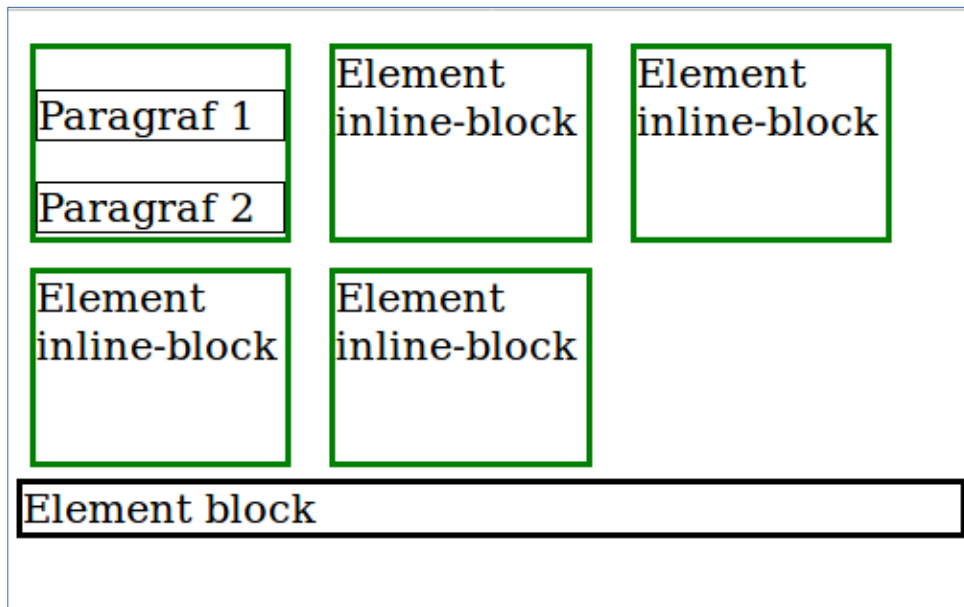 Paragraf 1
Paragraf 2
Element
inline-block
Element
inline-block
Element
inline-block
Element
inline-block
Element block